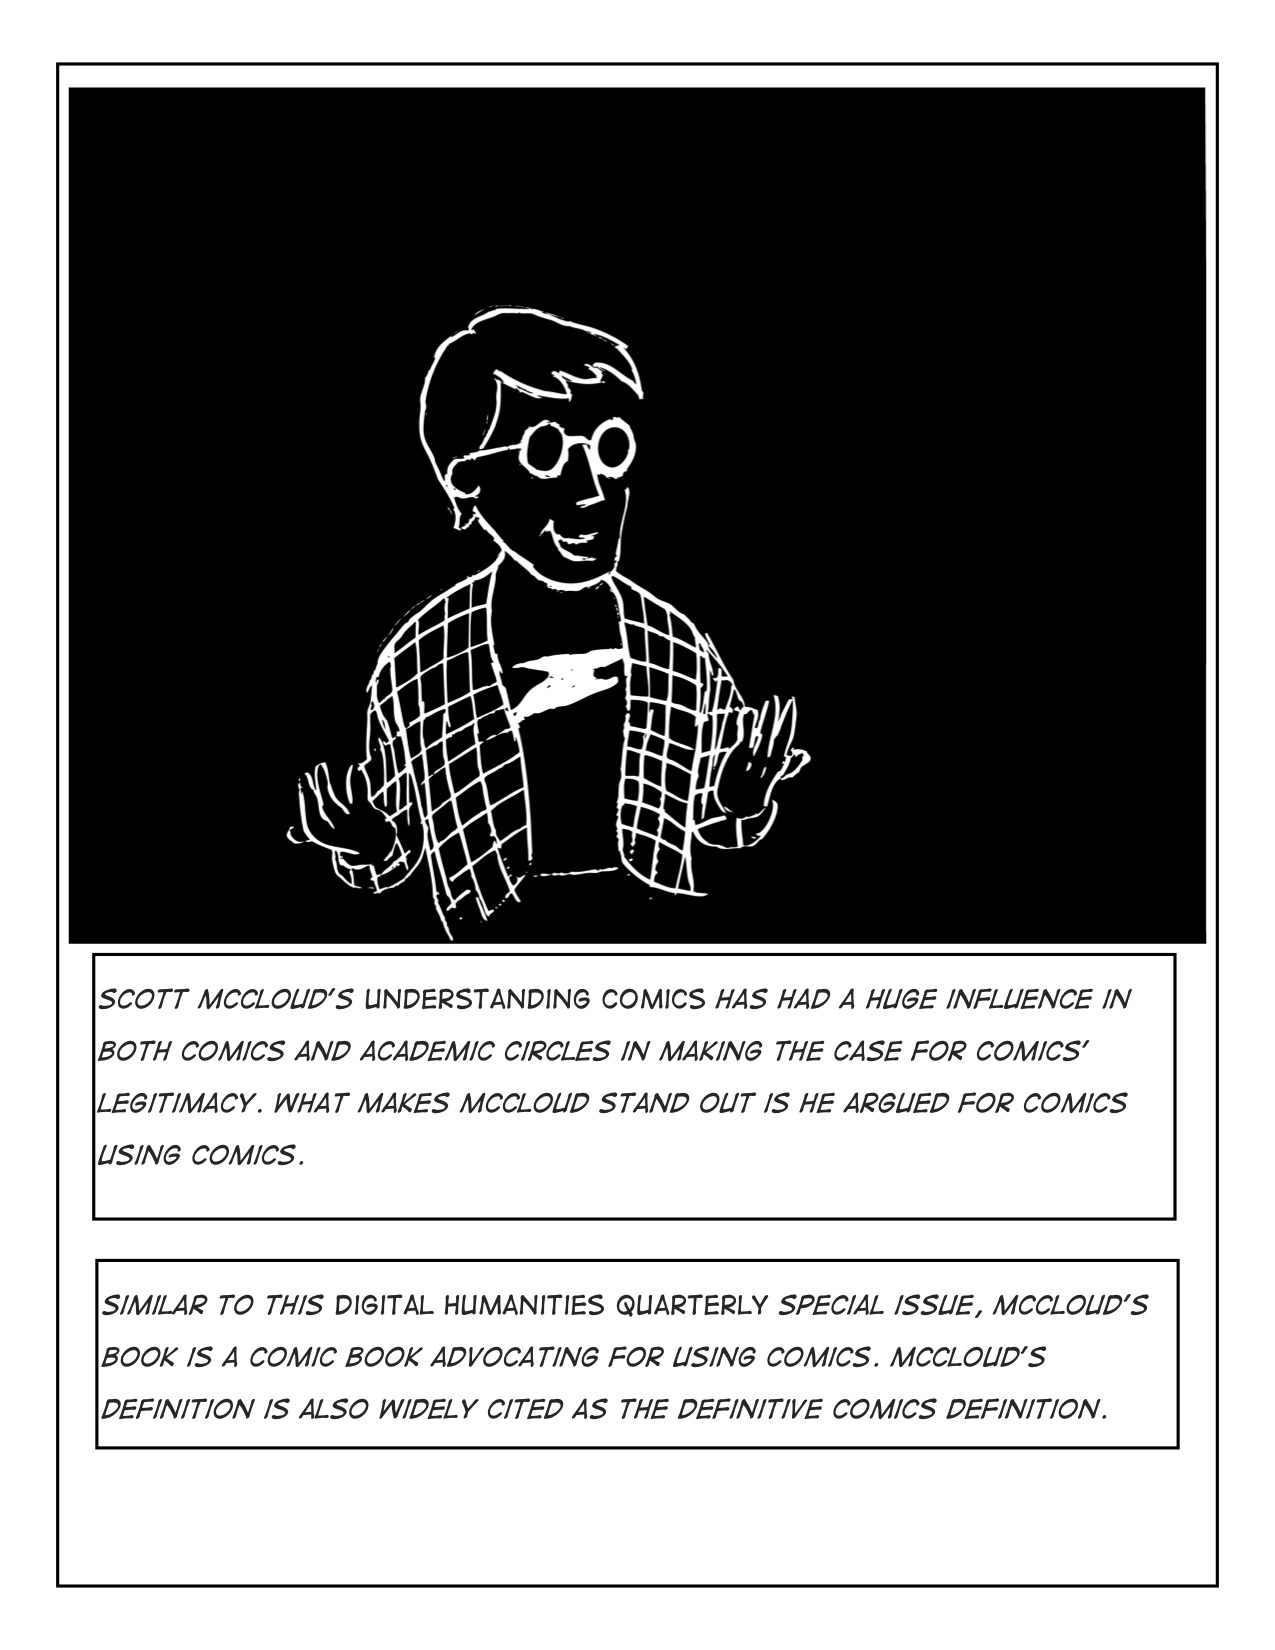 SCOTT MCCLOUD'S UNDERSTANDING COMICS HAS HAD A HUGE INFLUENCE IN
BOTH COMICS AND ACADEMIC CIRCLES IN MAKING THE CASE FOR COMICS'
LEGITIMACY. WHAT MAKES MCCLOUD STAND OUT IS HE ARGUED FOR COMICS
USING COMICS.
SIMILAR TO THIS DIGITAL HUMANITIES QUARTERLY SPECIAL ISSUE, MCCLOUD'S
BOOK IS A COMIC BOOK ADVOCATING FOR USING COMICS. MCCLOUD'S
DEFINITION IS ALSO WIDELY CITED AS THE DEFINITIVE COMICS DEFINITION.